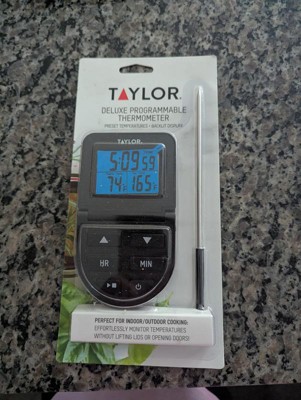 TAYLOR
DELUXE PROGRAMMABLE
THERMOMETER
PRESET TEMPERATURES • BACKLIT DISPLAY
TAYLOR
5:09 59
74 165
HR MIN
PERFECT FOR INDOOR/OUTDOOR COOKING:
EFFORTLESSLY MONITOR TEMPERATURES
WITHOUT LIFTING LIDS OR OPENING DOORS!